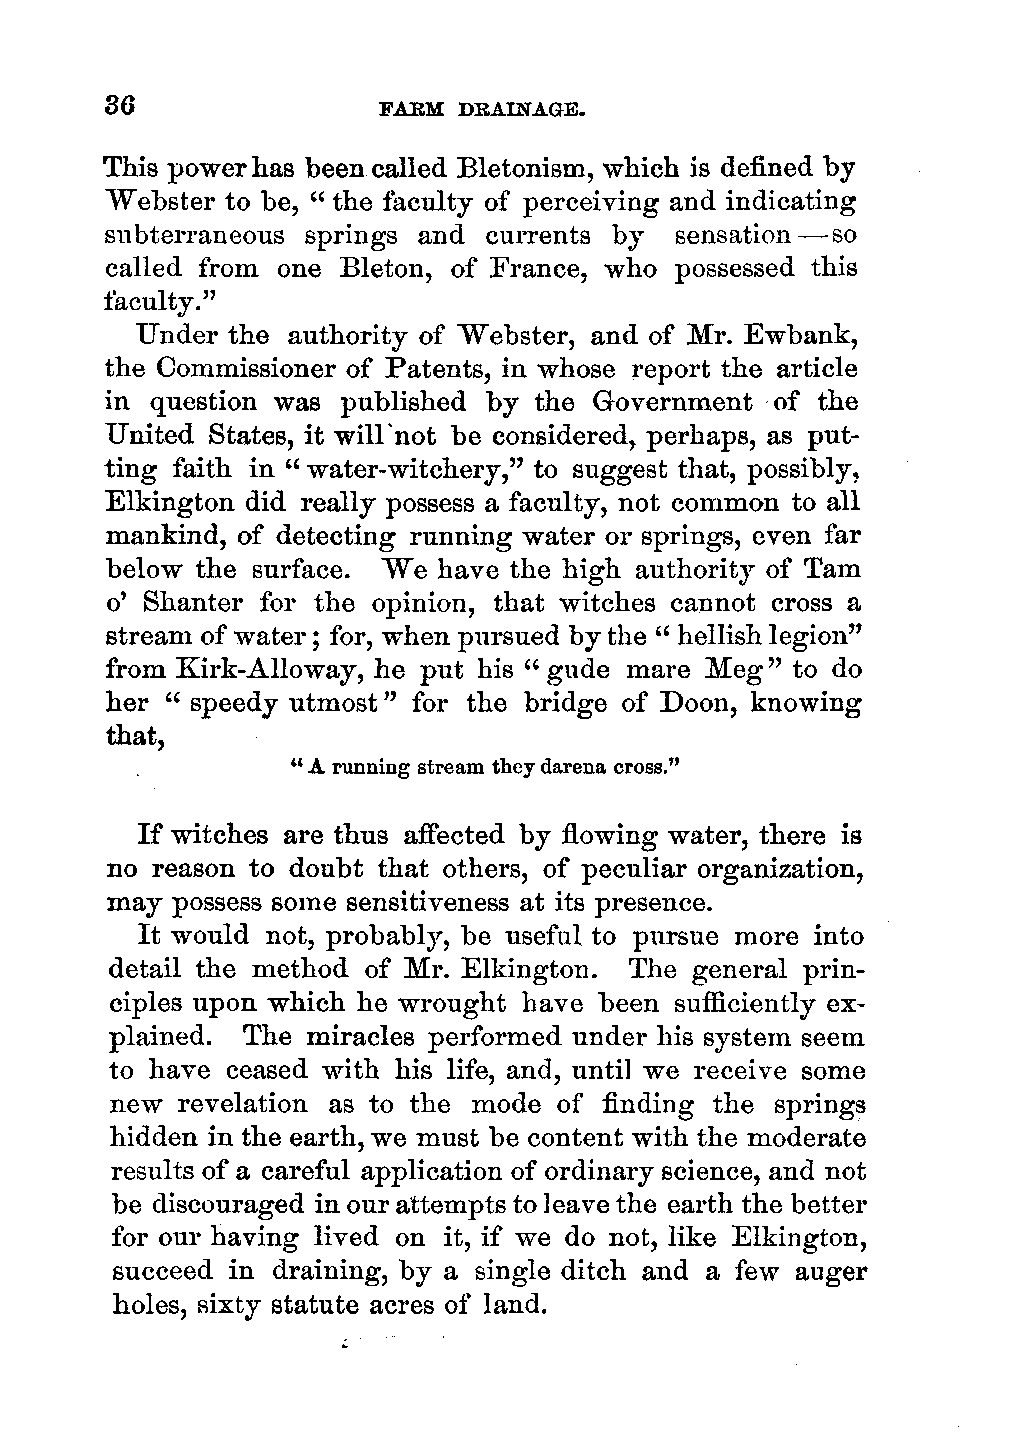 36 FARM DRAINAGE.
This power has been called Bletonism, which is defined by
Webster to be, “ the faculty of perceiving and indicating
subterraneous springs and currents by sensation — so
called from one Bleton, of France, who possessed this
faculty.”
Under the authority of Webster, and of Mr. Ewbank,
the Commissioner of Patents, in whose report the article
in question was published by the Government of the
United States, it will not be considered, perhaps, as put-
ting faith in “ water-witchery,” to suggest that, possibly,
Elkington did really possess a faculty, not common to all
mankind, of detecting running water or springs, even far
below the surface. We have the high authority of Tam
o’ Shanter for the opinion, that witches cannot cross a
stream of water ; for, when pursued by the “ hellish legion”
from Kirk-Alloway, he put his “ gude mare Meg” to do
her “ speedy utmost” for the bridge of Doon, knowing
that,
“ A running stream they darena cross.”
If witches are thus affected by flowing water, there is
no reason to doubt that others, of peculiar organization,
may possess some sensitiveness at its presence.
It would not, probably, be useful to pursue more into
detail the method of Mr. Elkington. The general prin-
ciples upon which he wrought have been sufficiently ex-
plained. The miracles performed under his system seem
to have ceased with his life, and, until we receive some
new revelation as to the mode of finding the springs
hidden in the earth, we must be content with the moderate
results of a careful application of ordinary science, and not
be discouraged in our attempts to leave the earth the better
for our having lived on it, if we do not, like Elkington,
succeed in draining, by a single ditch and a few auger
holes, sixty statute acres of land.